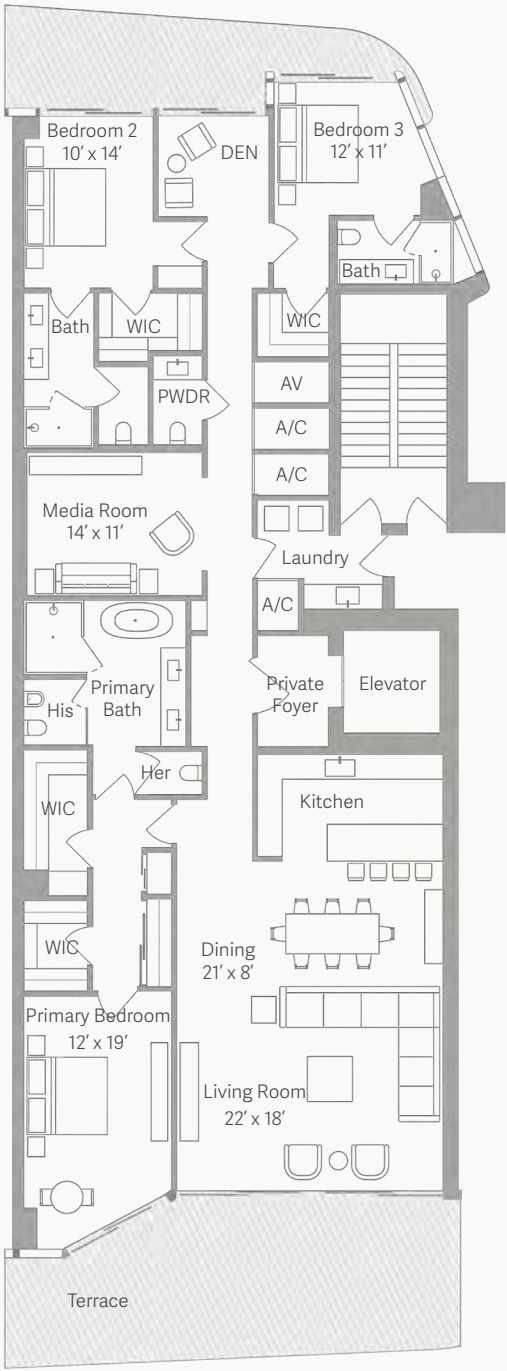 Bedroom 2
10' x 14'
DEN
Bedroom 3
12' x 11'
Bath
Bath
WIC
WIC
PWDR
AV
A/C
A/C
Media Room
14' x 11'
Laundry
A/C
His
Primary
Bath
Private
Foyer
Elevator
Her
WIC
Kitchen
WIC
Dining
21' x 8'
Primary Bedroom
12' x 19'
Living Room
22' x 18'
Terrace